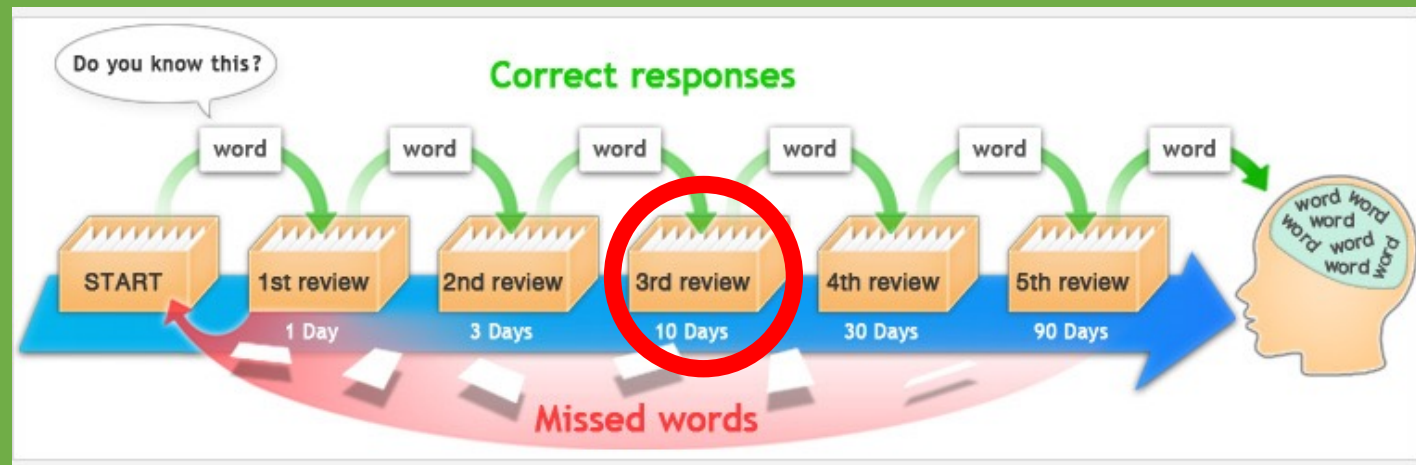 Do you know this?
Correct responses
word word word word word word
START 1st review 2nd review 3rd review 4th review 5th review
1 Day 3 Days 10 Days 30 Days 90 Days
Missed words
word word
word
word word
word word